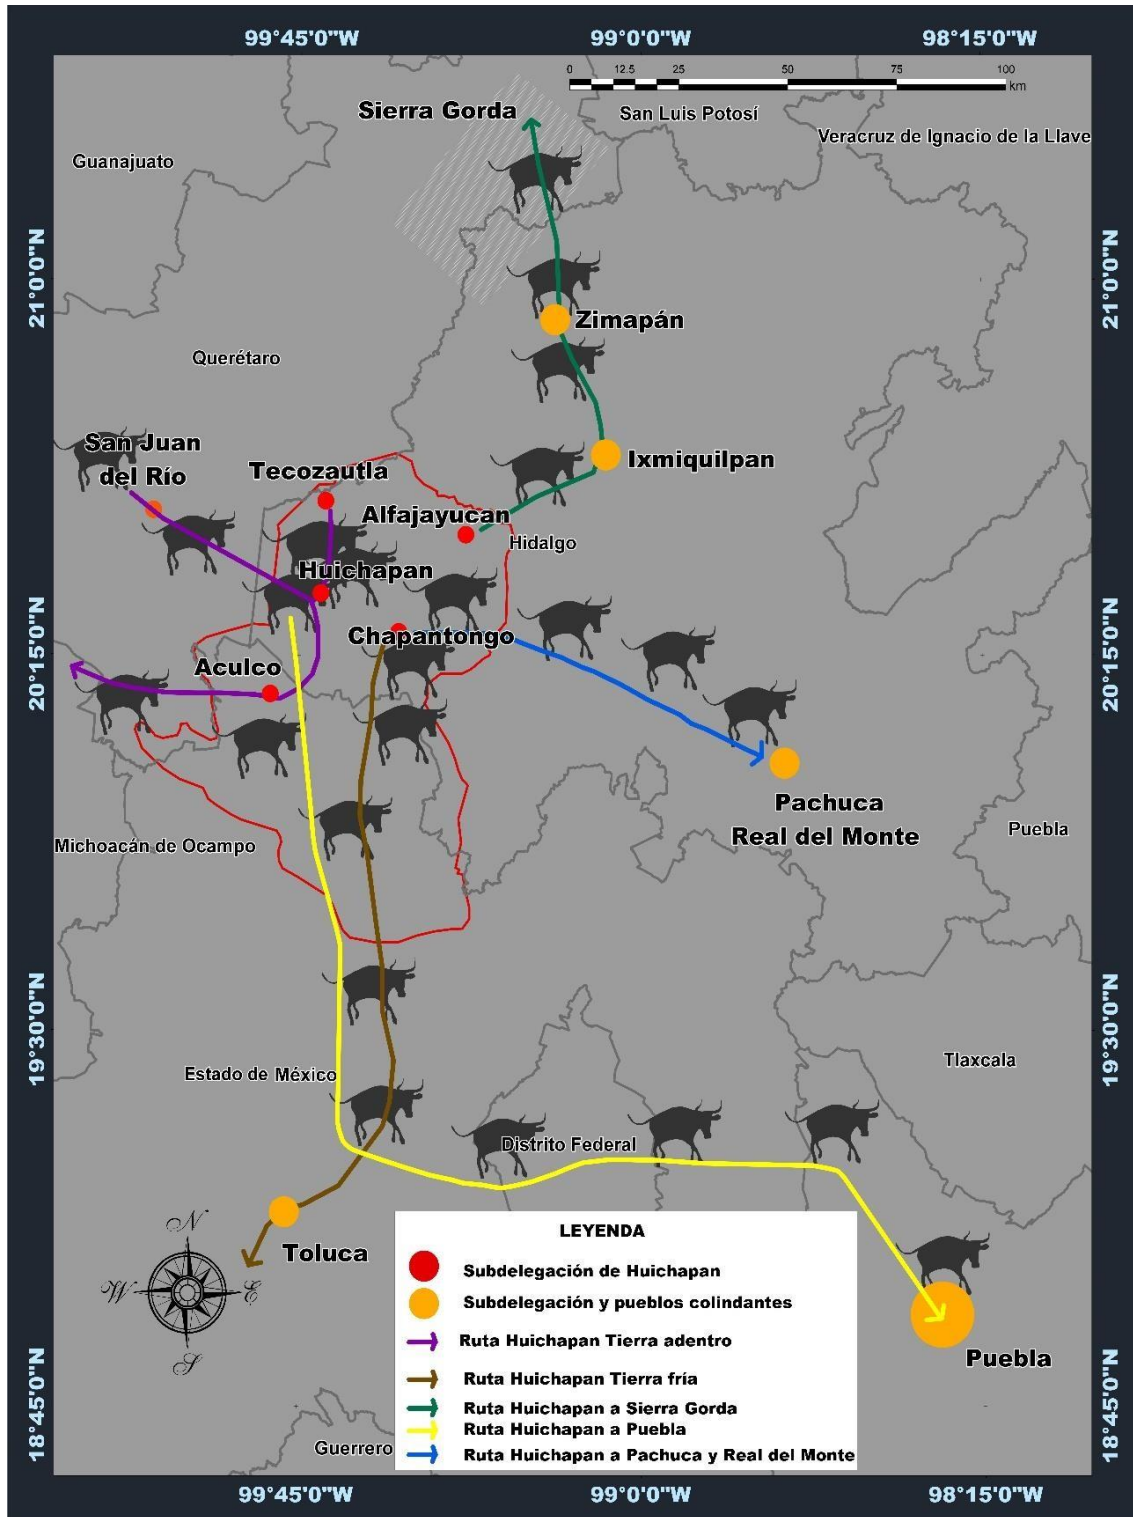 99°45'0"W
99°0'0"W
98°15'0"W
0
12.5
25
50
75
100
km
Sierra Gorda
San Luis Potosí
Veracruz de Ignacio de la Llave
Guanajuato
21°0'0"N
21°0'0"N
Zimapán
Querétaro
San Juan
del Río
Tecozautla
Ixmiquilpan
Alfajayucan
Hidalgo
Huichapan
Chapantongo
20°15'0"N
20°15'0"N
Aculco
Pachuca
Real del Monte
Puebla
Michoacán de Ocampo
19°30'0"N
19°30'0"N
Tlaxcala
Estado de México
Distrito Federal
N
W
E
S
Toluca
Puebla
LEYENDA
Subdelegación de Huichapan
Subdelegación y pueblos colindantes
Ruta Huichapan Tierra adentro
Ruta Huichapan Tierra fría
Ruta Huichapan a Sierra Gorda
Ruta Huichapan a Puebla
Ruta Huichapan a Pachuca y Real del Monte
18°45'0"N
18°45'0"N
Guerrero
99°45'0"W
99°0'0"W
98°15'0"W